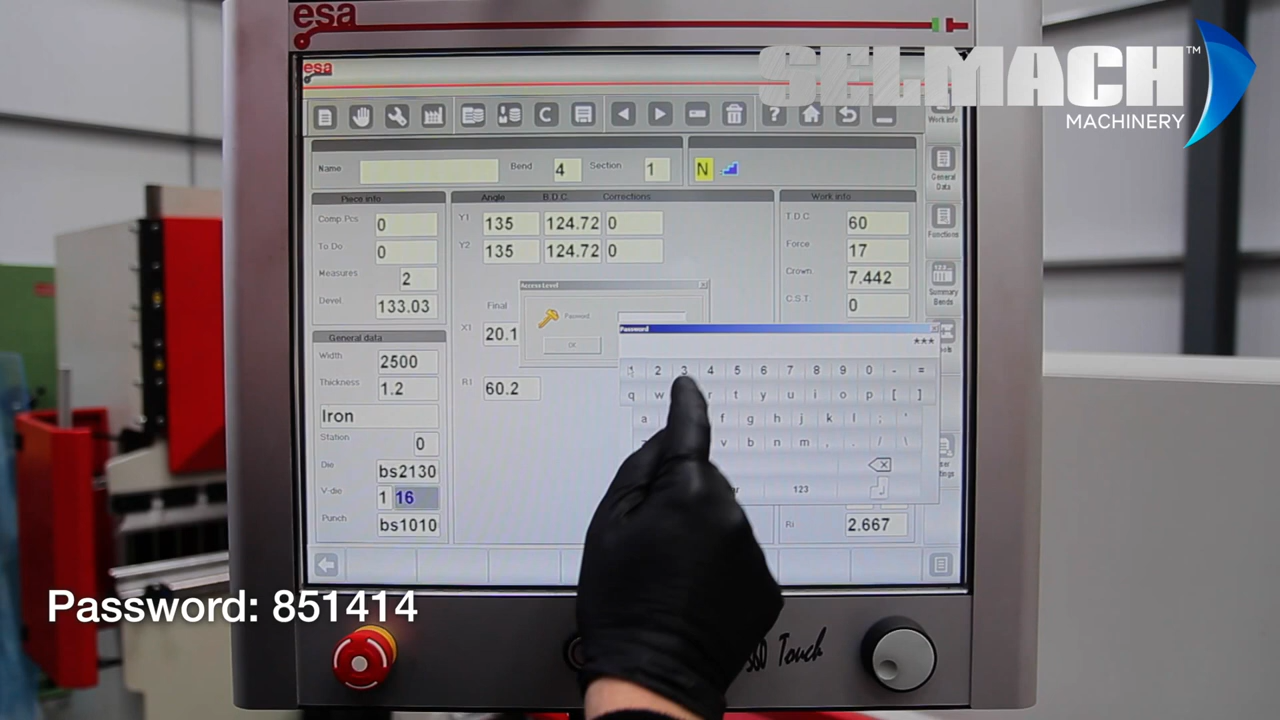 esa
esa
SELMACH™
MACHINERY
Work info
Name
Bend
4
Section
1
N
General
Data
Piece info
Angle
B.D.C.
Corrections
Work info
Comp.Pcs
0
Y1
135
124.72
0
T.D.C.
60
Functions
To Do
0
Y2
135
124.72
0
Force
17
Measures
2
Crown.
7.442
Summary
Bends
Devel.
133.03
Final
C.S.T.
0
Access Level
Password
OK
X1
20.1
General data
Width
2500
Thickness
1.2
R1
60.2
Iron
Station
0
Die
bs2130
V-die
1
16
Punch
bs1010
Password
***
1 2 3 4 5 6 7 8 9 0 - =
q w r t y u i o p [ ]
a f g h j k l ; '
z v b n m , . / \
123
Ri
2.667
Password: 851414
Touch